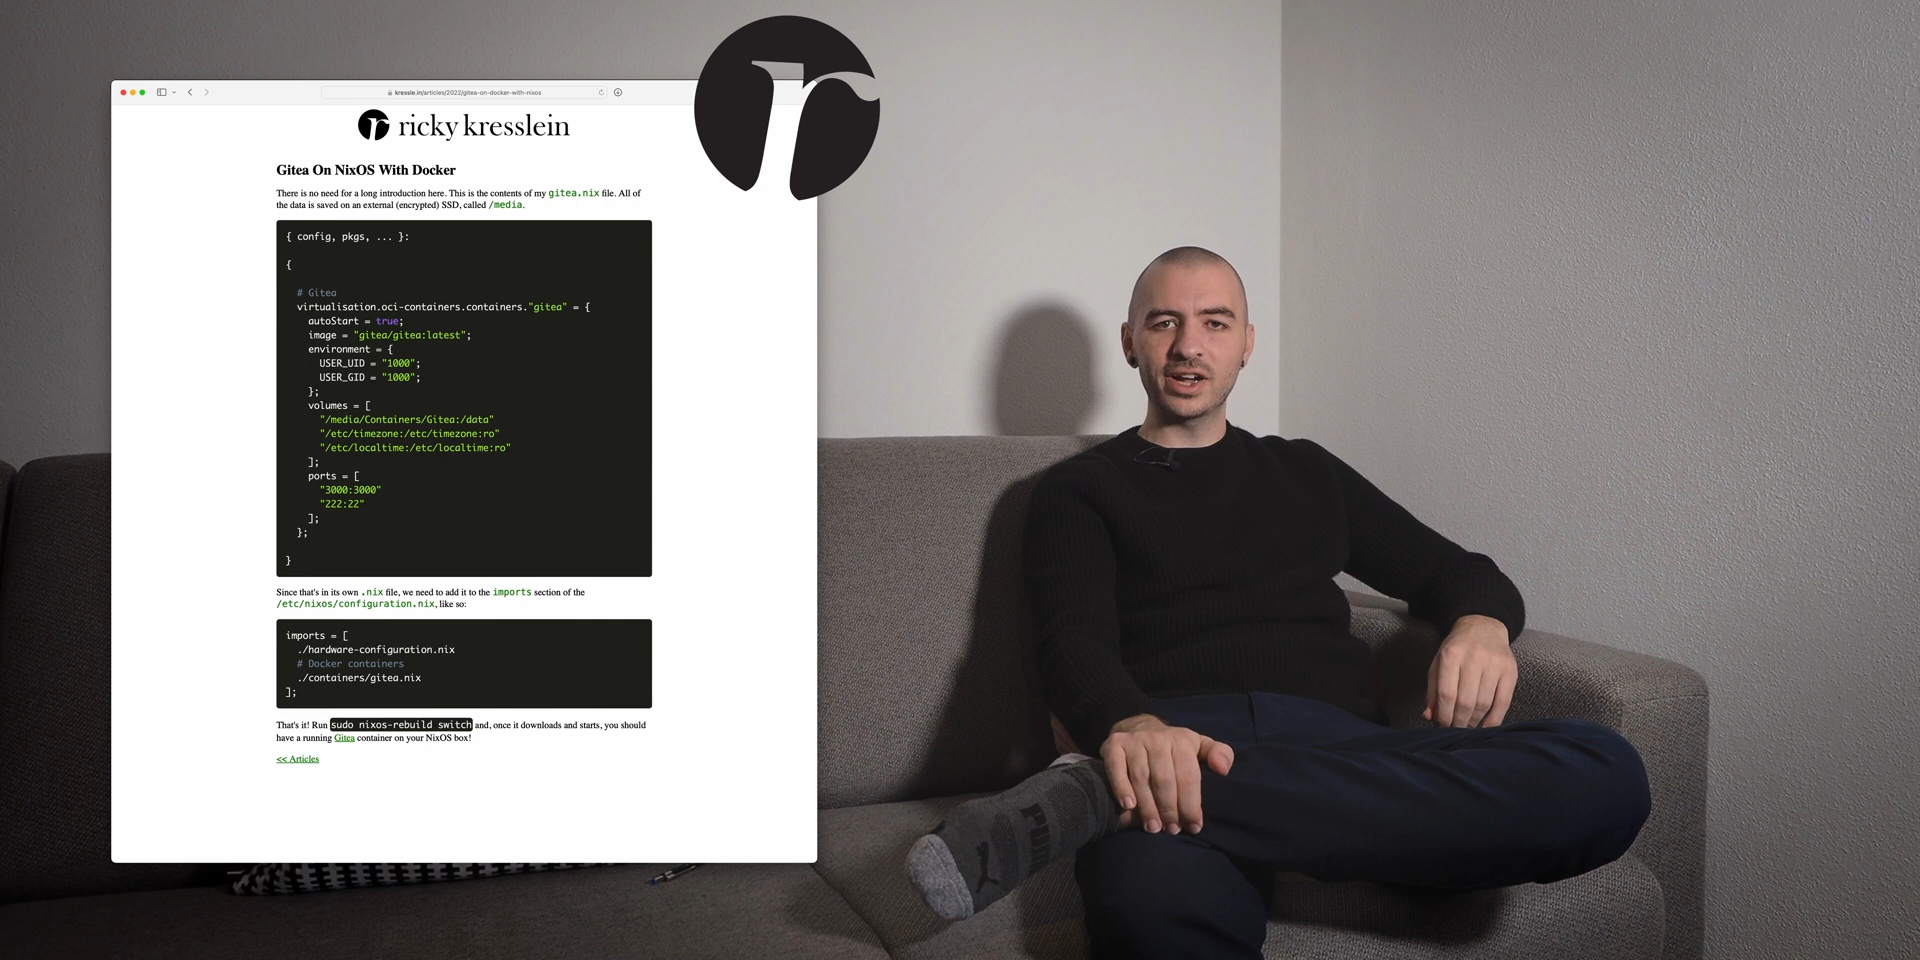 kressle.in/articles/2022/gitea-on-docker-with-nixos
ricky kresslein
Gitea On NixOS With Docker
There is no need for a long introduction here. This is the contents of my gitea.nix file. All of
the data is saved on an external (encrypted) SSD, called /media.
{ config, pkgs, ... }:
{
# Gitea
virtualisation.oci-containers.containers."gitea" = {
autoStart = true;
image = "gitea/gitea:latest";
environment = {
USER_UID = "1000";
USER_GID = "1000";
};
volumes = [
"/media/Containers/Gitea:/data"
"/etc/timezone:/etc/timezone:ro"
"/etc/localtime:/etc/localtime:ro"
];
ports = [
"3000:3000"
"222:22"
];
};
}
Since that's in its own .nix file, we need to add it to the imports section of the
/etc/nixos/configuration.nix, like so:
imports = [
./hardware-configuration.nix
# Docker containers
./containers/gitea.nix
];
That's it! Run sudo nixos-rebuild switch and, once it downloads and starts, you should
have a running Gitea container on your NixOS box!
<< Articles
r
PUMA